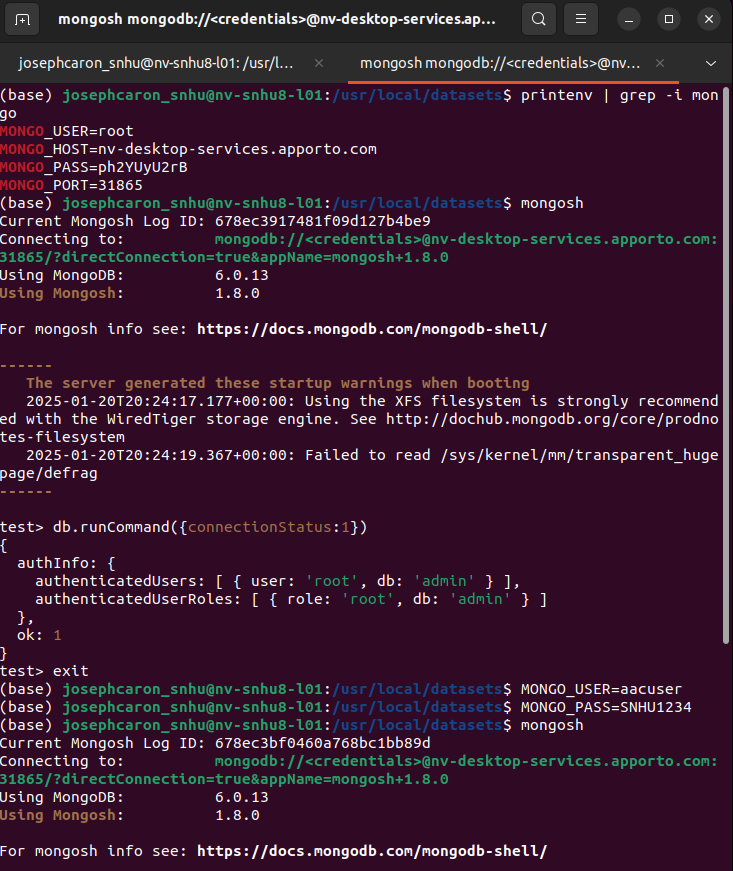 mongosh mongodb://<credentials>@nv-desktop-services.ap...
josephcaron_snhu@nv-snhu8-l01: /usr/l...
mongosh mongodb://<credentials>@nv...
(base) josephcaron_snhu@nv-snhu8-l01:/usr/local/datasets$ printenv | grep -i mon
go
MONGO_USER=root
MONGO_HOST=nv-desktop-services.apporto.com
MONGO_PASS=ph2YUyU2rB
MONGO_PORT=31865
(base) josephcaron_snhu@nv-snhu8-l01:/usr/local/datasets$ mongosh
Current Mongosh Log ID: 678ec3917481f09d127b4be9
Connecting to:          mongodb://<credentials>@nv-desktop-services.apporto.com:
31865/?directConnection=true&appName=mongosh+1.8.0
Using MongoDB:          6.0.13
Using Mongosh:          1.8.0
For mongosh info see: https://docs.mongodb.com/mongodb-shell/
------
   The server generated these startup warnings when booting
   2025-01-20T20:24:17.177+00:00: Using the XFS filesystem is strongly recommend
ed with the WiredTiger storage engine. See http://dochub.mongodb.org/core/prodno
tes-filesystem
   2025-01-20T20:24:19.367+00:00: Failed to read /sys/kernel/mm/transparent_huge
page/defrag
------
test> db.runCommand({connectionStatus:1})
{
  authInfo: {
    authenticatedUsers: [ { user: 'root', db: 'admin' } ],
    authenticatedUserRoles: [ { role: 'root', db: 'admin' } ]
  },
  ok: 1
}
test> exit
(base) josephcaron_snhu@nv-snhu8-l01:/usr/local/datasets$ MONGO_USER=aacuser
(base) josephcaron_snhu@nv-snhu8-l01:/usr/local/datasets$ MONGO_PASS=SNHU1234
(base) josephcaron_snhu@nv-snhu8-l01:/usr/local/datasets$ mongosh
Current Mongosh Log ID: 678ec3bf0460a768bc1bb89d
Connecting to:          mongodb://<credentials>@nv-desktop-services.apporto.com:
31865/?directConnection=true&appName=mongosh+1.8.0
Using MongoDB:          6.0.13
Using Mongosh:          1.8.0
For mongosh info see: https://docs.mongodb.com/mongodb-shell/